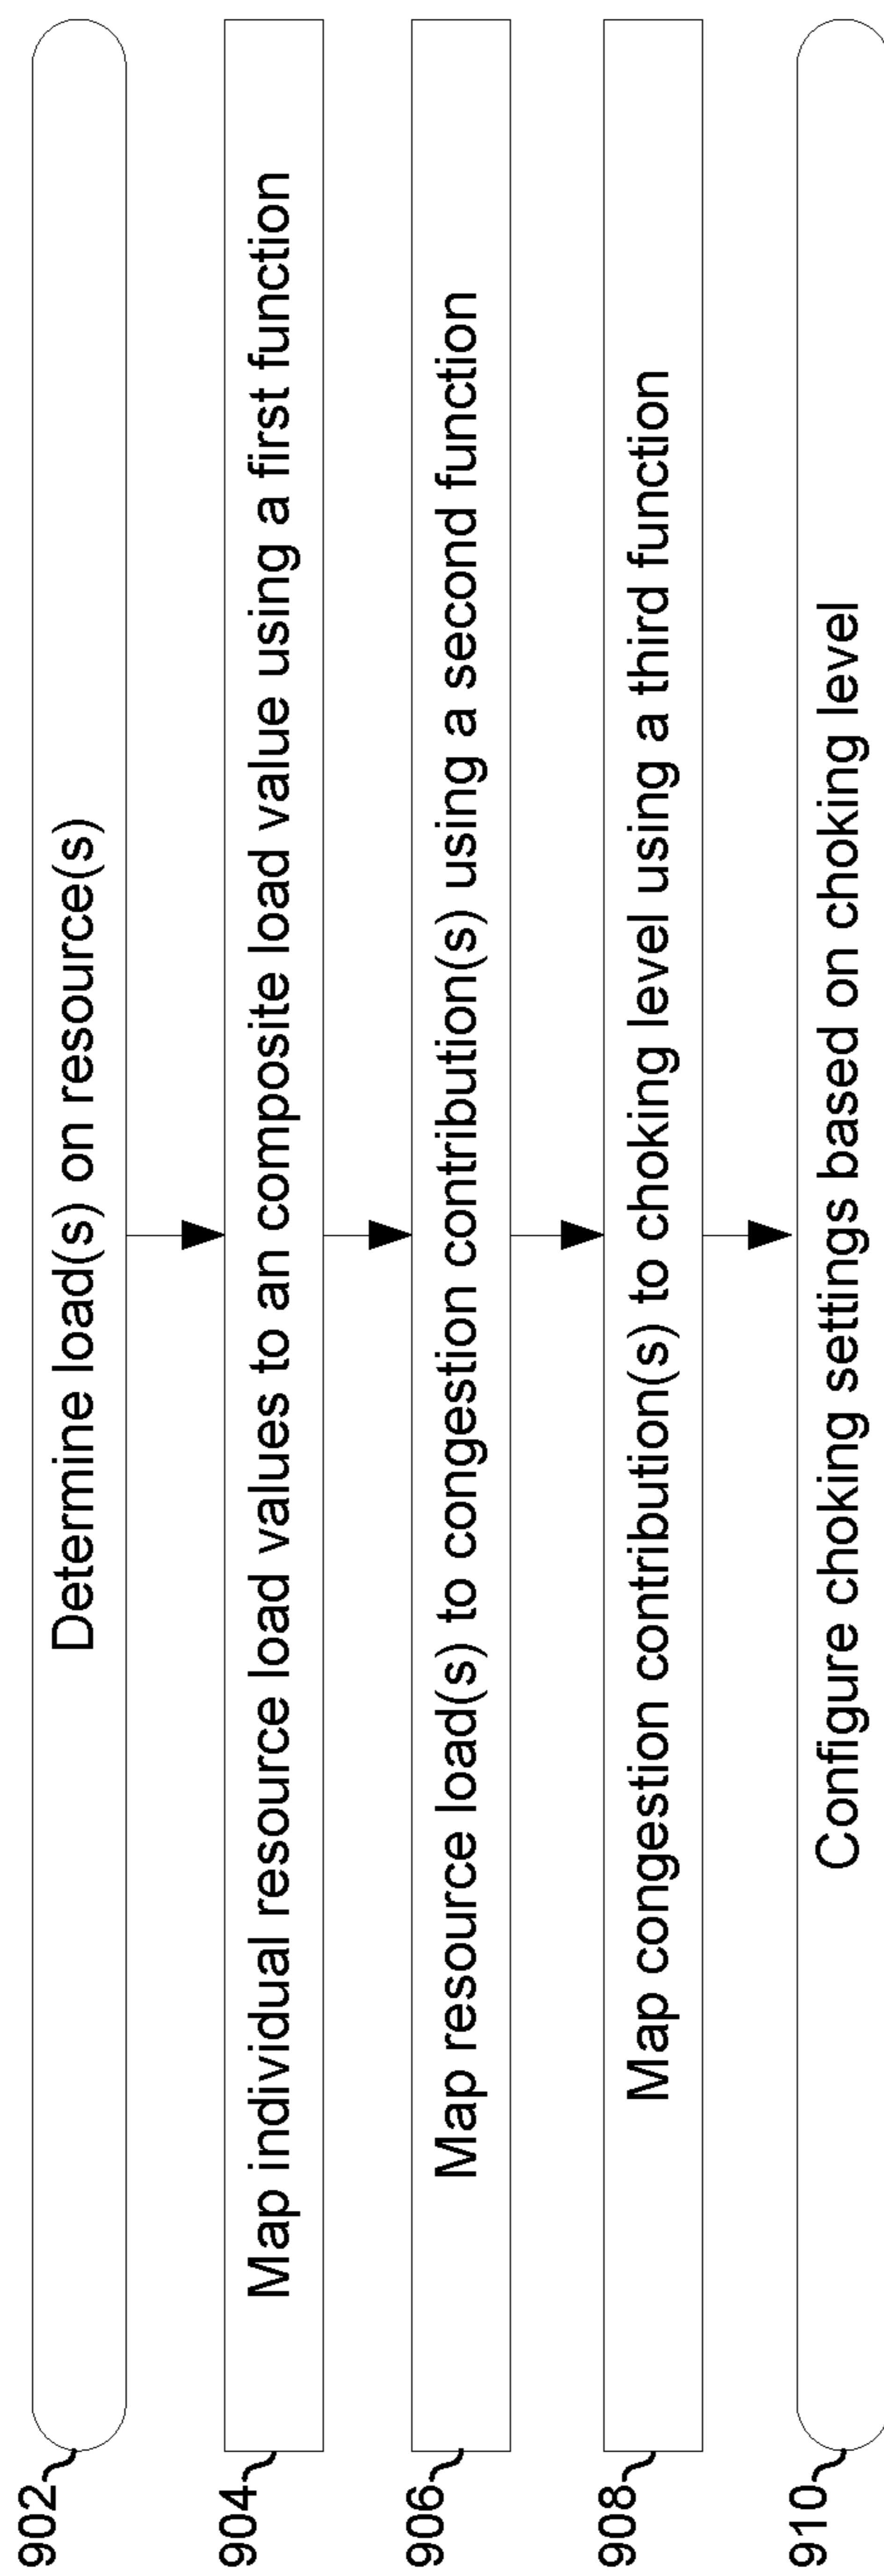 902
Determine load(s) on resource(s)
904
Map individual resource load values to an composite load value using a first function
906
Map resource load(s) to congestion contribution(s) using a second function
908
Map congestion contribution(s) to choking level using a third function
910
Configure choking settings based on choking level